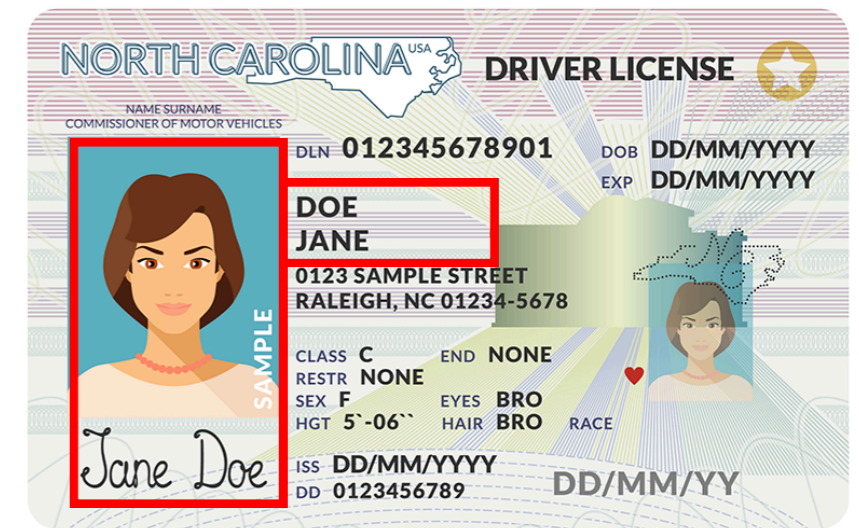 NORTH CAROLINA USA
DRIVER LICENSE
NAME SURNAME
COMMISSIONER OF MOTOR VEHICLES
DLN 012345678901
DOB DD/MM/YYYY
EXP DD/MM/YYYY
DOE
JANE
0123 SAMPLE STREET
RALEIGH, NC 01234-5678
SAMPLE
CLASS C END NONE
RESTR NONE
SEX F EYES BRO
HGT 5`-06`` HAIR BRO RACE
Jane Doe
ISS DD/MM/YYYY
DD 0123456789
DD/MM/YY